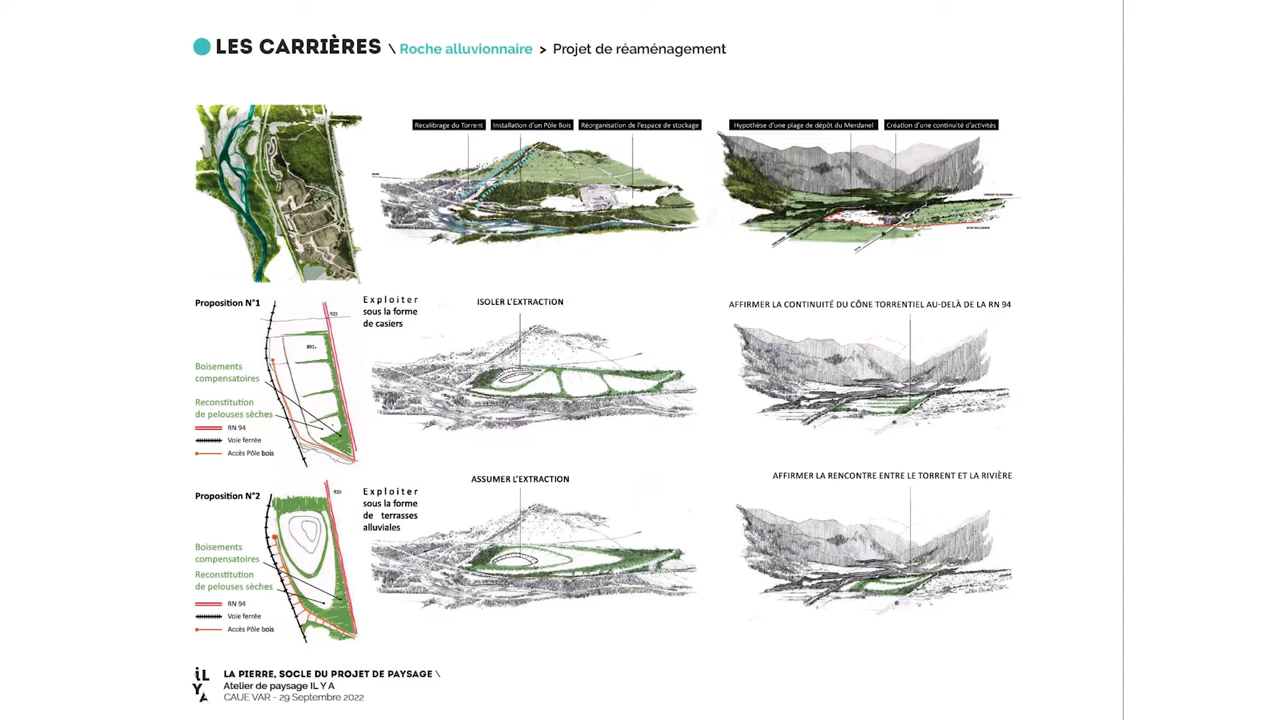 LES CARRIÈRES \ Roche alluvionnaire > Projet de réaménagement
Recalibrage du Torrent
Installation d'un Pôle Bois
Réorganisation de l'espace de stockage
Hypothèse d'une plage de dépôt du Merdanel
Création d'une continuité d'activités
Proposition N°1
Exploiter
sous la forme
de casiers
ISOLER L'EXTRACTION
AFFIRMER LA CONTINUITÉ DU CÔNE TORRENTIEL AU-DELÀ DE LA RN 94
925
Boisements
compensatoires
Reconstitution
de pelouses sèches
RN 94
Voie ferrée
Accès Pôle bois
Proposition N°2
Exploiter
sous la forme
de terrasses
alluviales
ASSUMER L'EXTRACTION
AFFIRMER LA RENCONTRE ENTRE LE TORRENT ET LA RIVIÈRE
925
Boisements
compensatoires
Reconstitution
de pelouses sèches
RN 94
Voie ferrée
Accès Pôle bois
iL
YA
LA PIERRE, SOCLE DU PROJET DE PAYSAGE \
Atelier de paysage IL Y A
CAUE VAR - 29 Septembre 2022